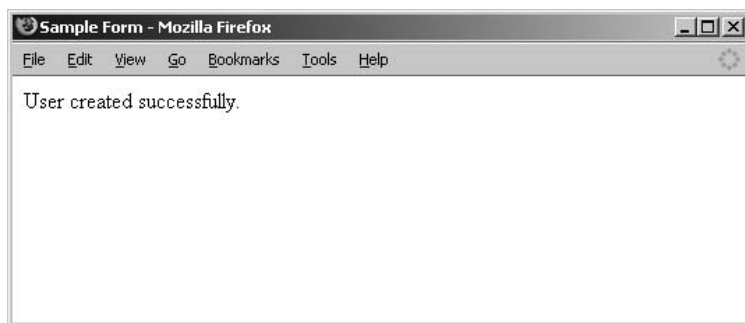 Sample Form - Mozilla Firefox
File Edit View Go Bookmarks Tools Help
User created successfully.